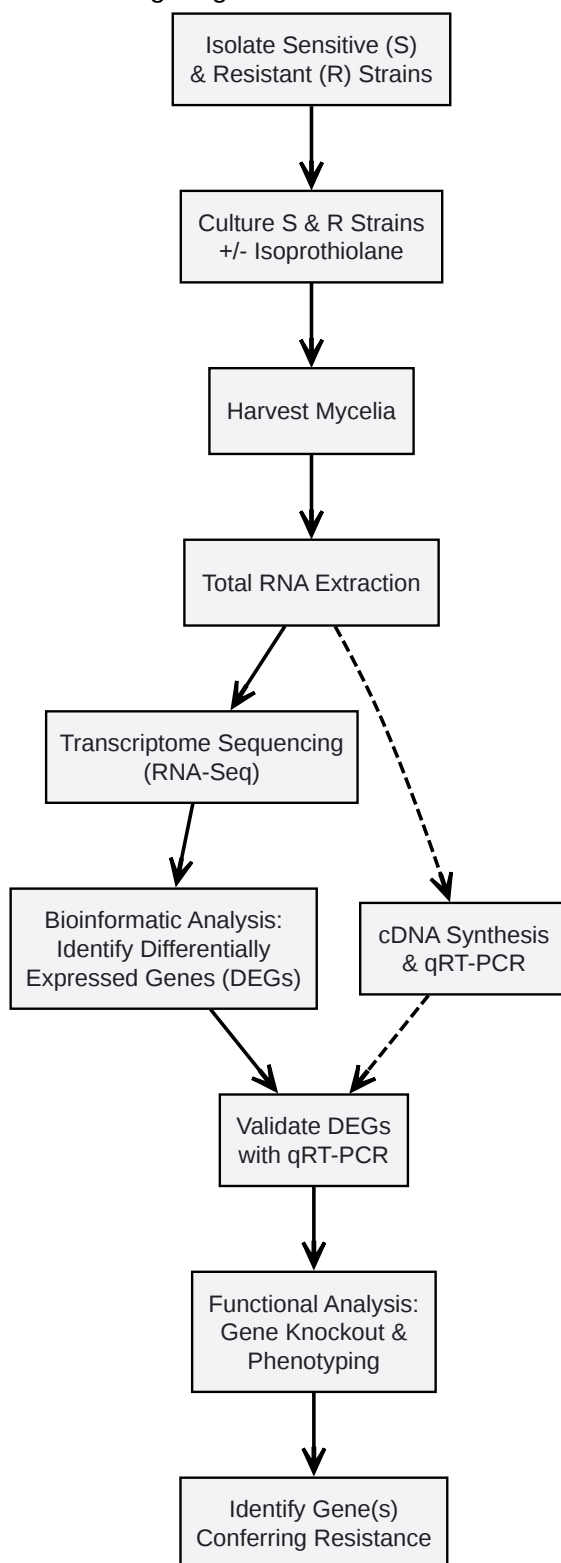 Isolate Sensitive (S)
& Resistant (R) Strains
Culture S & R Strains
+/- Isoprothiolane
Harvest Mycelia
Total RNA Extraction
Transcriptome Sequencing
(RNA-Seq)
Bioinformatic Analysis:
Identify Differentially
Expressed Genes (DEGs)
cDNA Synthesis
& qRT-PCR
Validate DEGs
with qRT-PCR
Functional Analysis:
Gene Knockout &
Phenotyping
Identify Gene(s)
Conferring Resistance